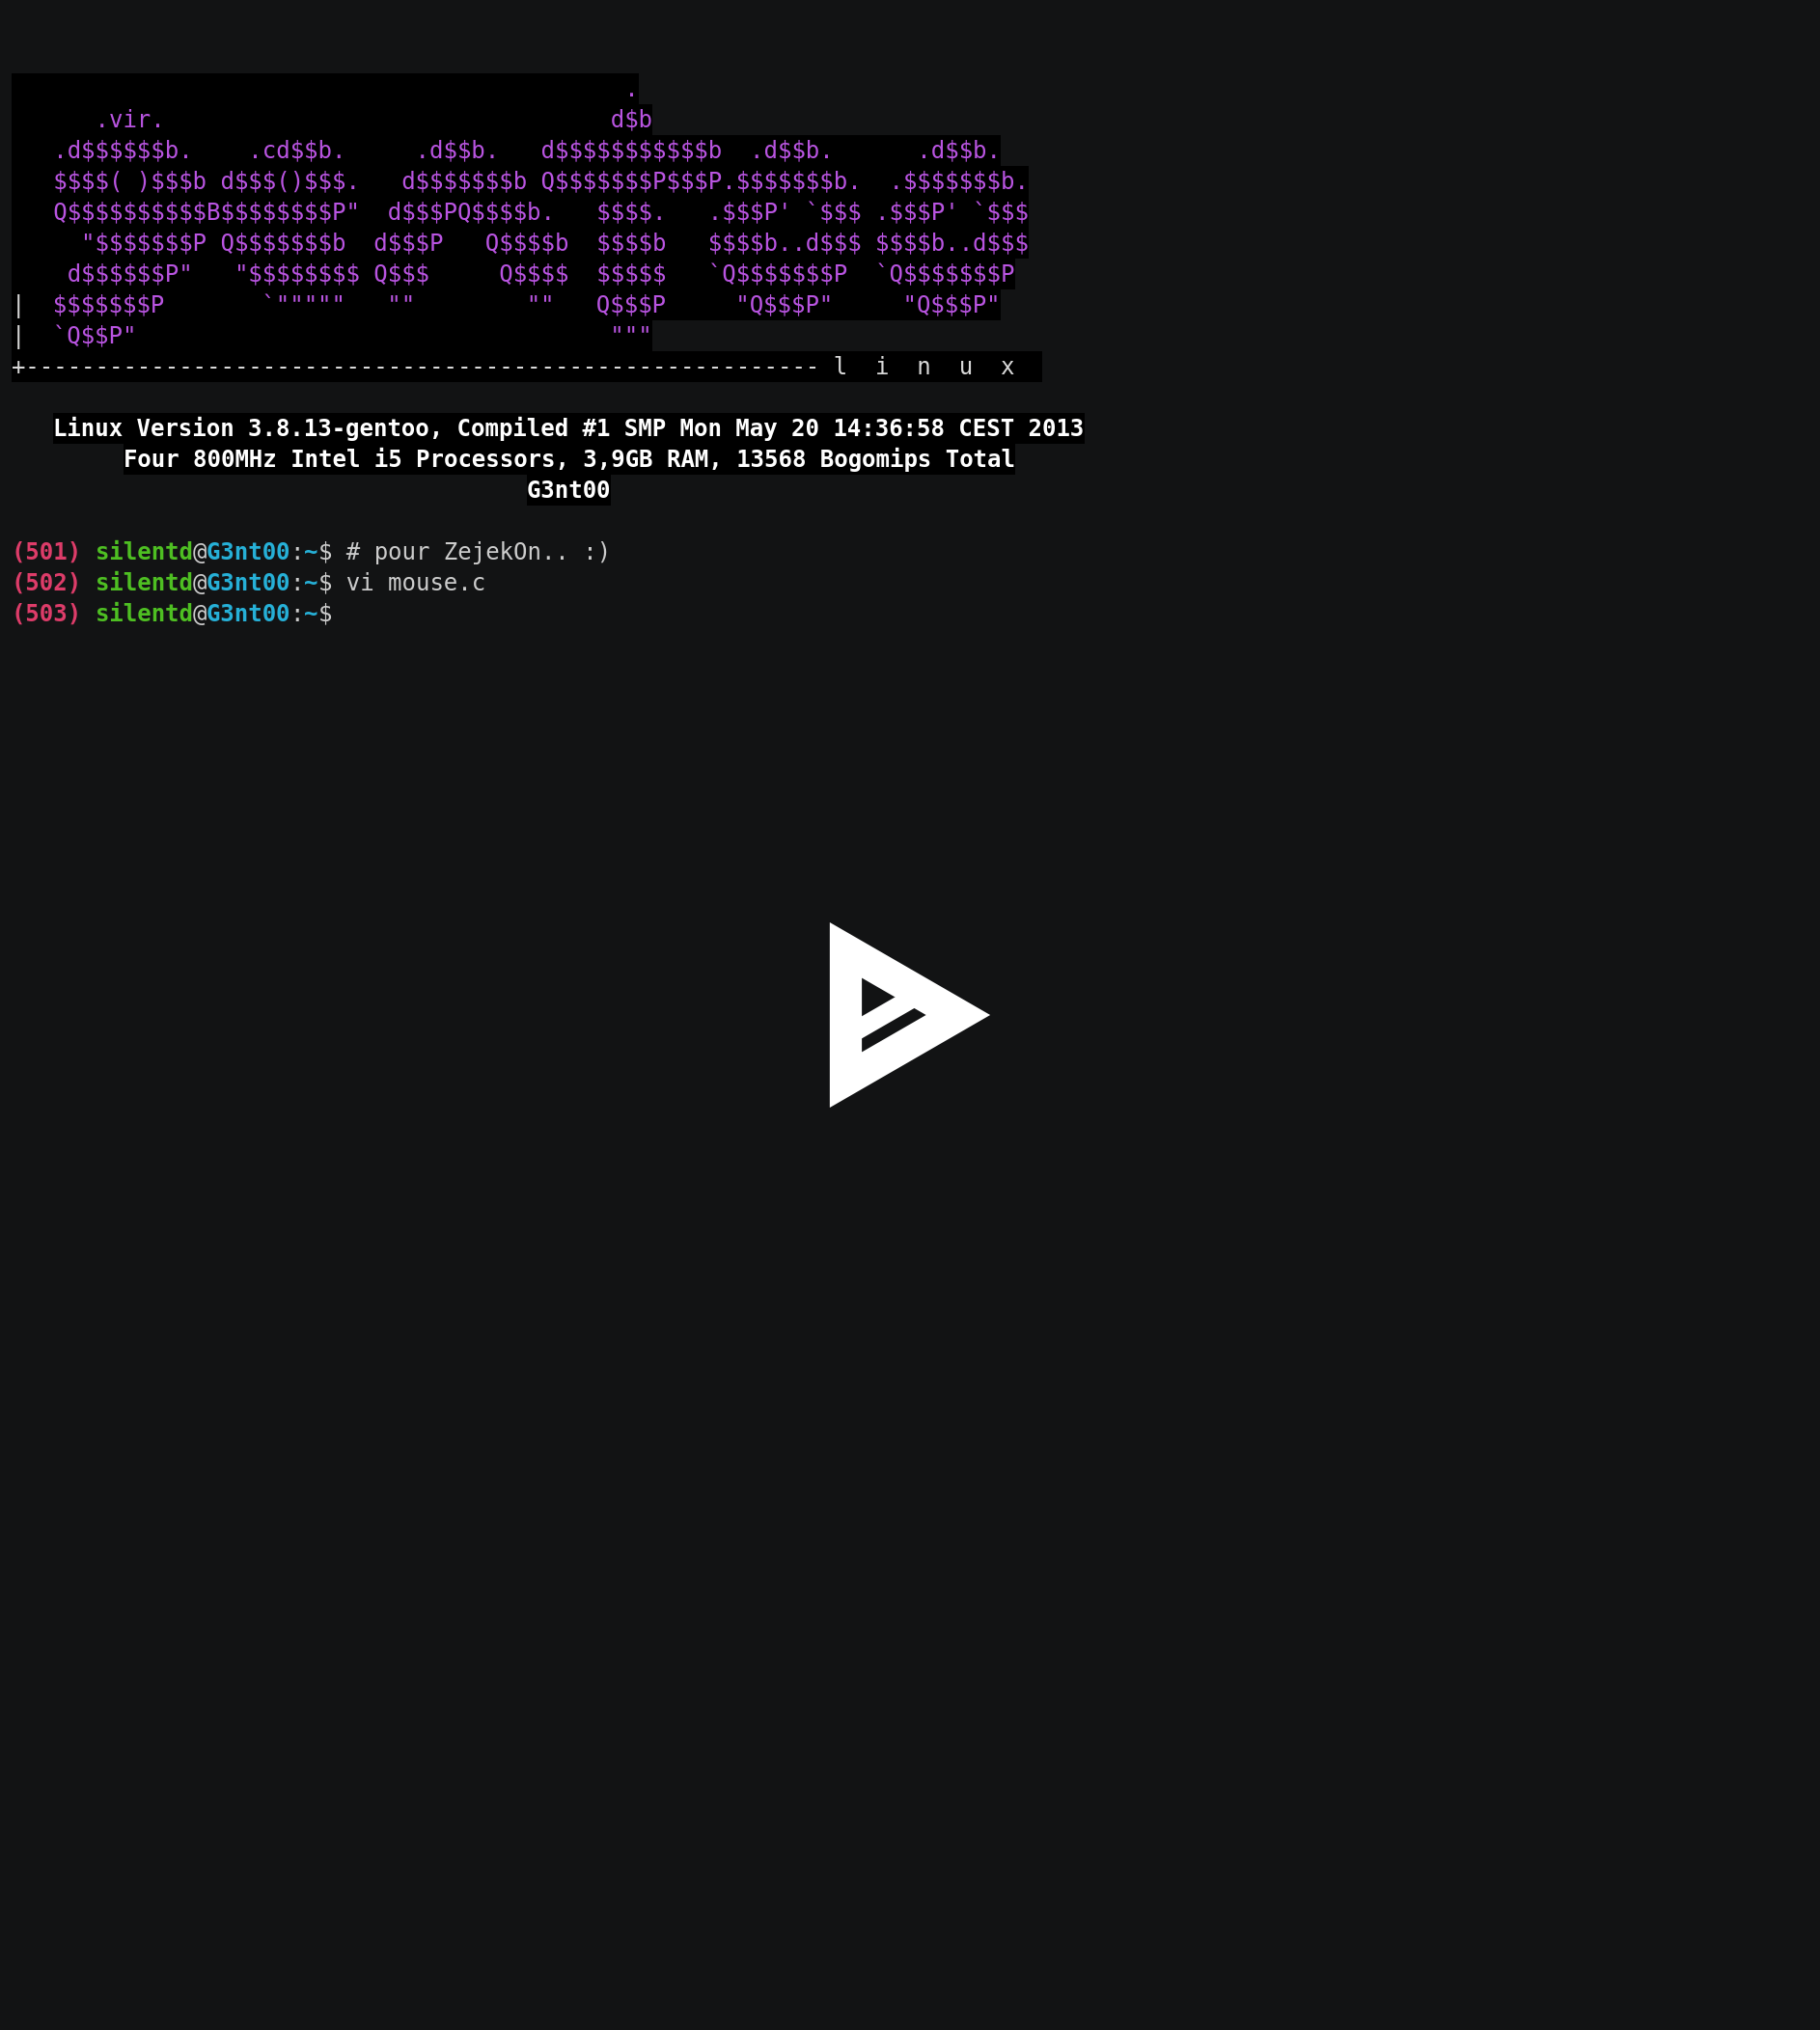 .
      .vir.                                d$b
   .d$$$$$$b.    .cd$$b.     .d$$b.   d$$$$$$$$$$$b  .d$$b.      .d$$b.
   $$$$( )$$$b d$$$()$$$.   d$$$$$$$b Q$$$$$$$P$$$P.$$$$$$$b.  .$$$$$$$b.
   Q$$$$$$$$$$B$$$$$$$$P"  d$$$PQ$$$$b.   $$$$.   .$$$P' `$$$ .$$$P' `$$$
     "$$$$$$$P Q$$$$$$$b  d$$$P   Q$$$$b  $$$$b   $$$$b..d$$$ $$$$b..d$$$
    d$$$$$$P"   "$$$$$$$$ Q$$$     Q$$$$  $$$$$   `Q$$$$$$$P  `Q$$$$$$$P
|  $$$$$$$P       `"""""   ""        ""   Q$$$P     "Q$$$P"     "Q$$$P"
|  `Q$$P"                                  """
+--------------------------------------------------------- l  i  n  u  x
Linux Version 3.8.13-gentoo, Compiled #1 SMP Mon May 20 14:36:58 CEST 2013
Four 800MHz Intel i5 Processors, 3,9GB RAM, 13568 Bogomips Total
G3nt00
(501) silentd@G3nt00:~$ # pour ZejekOn.. :)
(502) silentd@G3nt00:~$ vi mouse.c
(503) silentd@G3nt00:~$